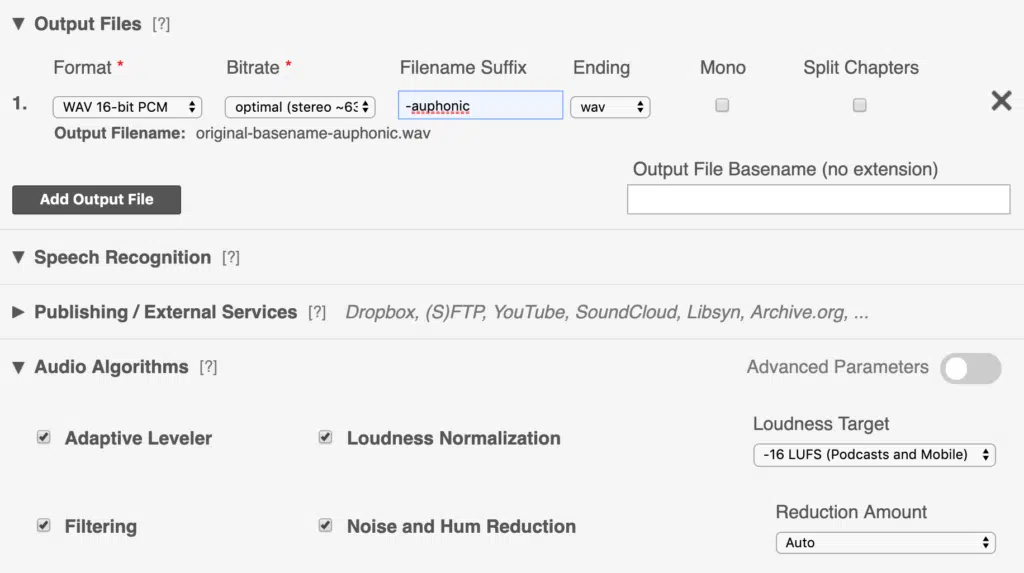 ▼ Output Files [?]
Format * Bitrate * Filename Suffix Ending Mono Split Chapters
1. WAV 16-bit PCM optimal (stereo ~63 -auphonic wav
Output Filename: original-basename-auphonic.wav
Output File Basename (no extension)
Add Output File
▼ Speech Recognition [?]
▶ Publishing / External Services [?] Dropbox, (S)FTP, YouTube, SoundCloud, Libsyn, Archive.org, ...
▼ Audio Algorithms [?] Advanced Parameters
Loudness Target
Adaptive Leveler Loudness Normalization
-16 LUFS (Podcasts and Mobile)
Reduction Amount
Filtering Noise and Hum Reduction
Auto